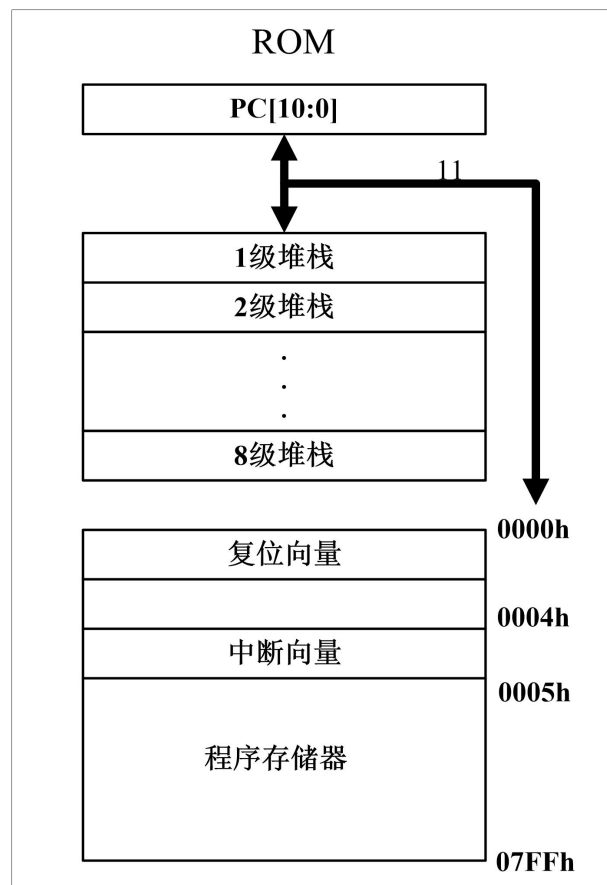 ROM
PC[10:0]
11
1级堆栈
2级堆栈
.
.
.
8级堆栈
0000h
复位向量
0004h
中断向量
0005h
程序存储器
07FFh